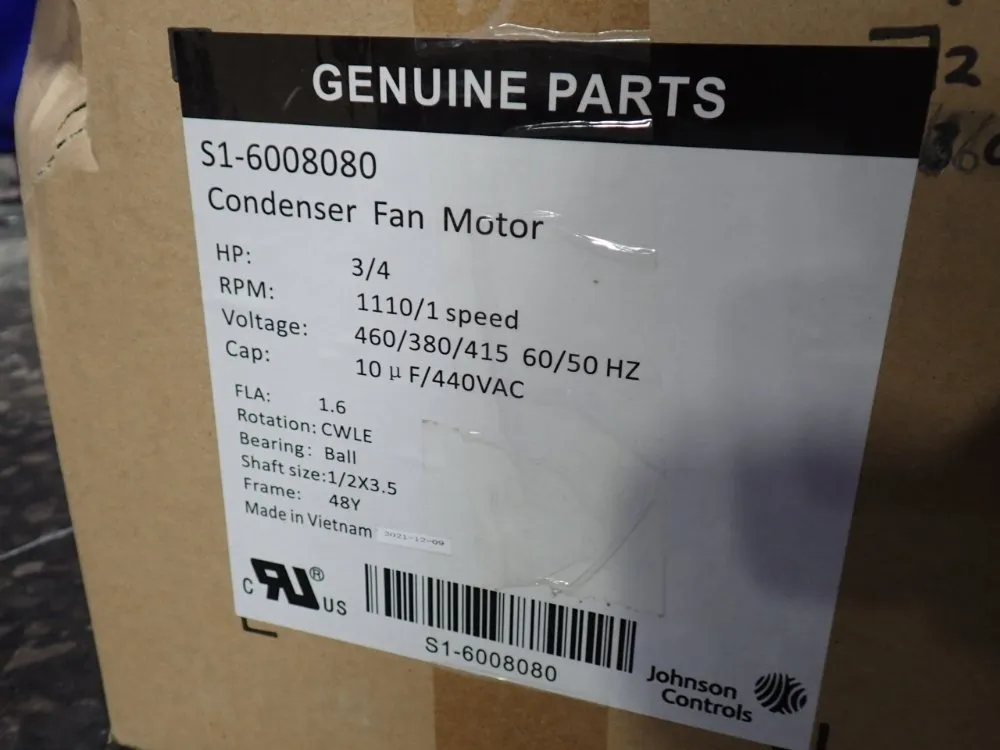 GENUINE PARTS
S1-6008080
Condenser Fan Motor
HP: 3/4
RPM: 1110/1 speed
Voltage: 460/380/415 60/50 HZ
Cap: 10 μF/440VAC
FLA: 1.6
Rotation: CWLE
Bearing: Ball
Shaft size:1/2X3.5
Frame: 48Y
Made in Vietnam 2021-12-09
C RU® US
S1-6008080
Johnson
Controls
2